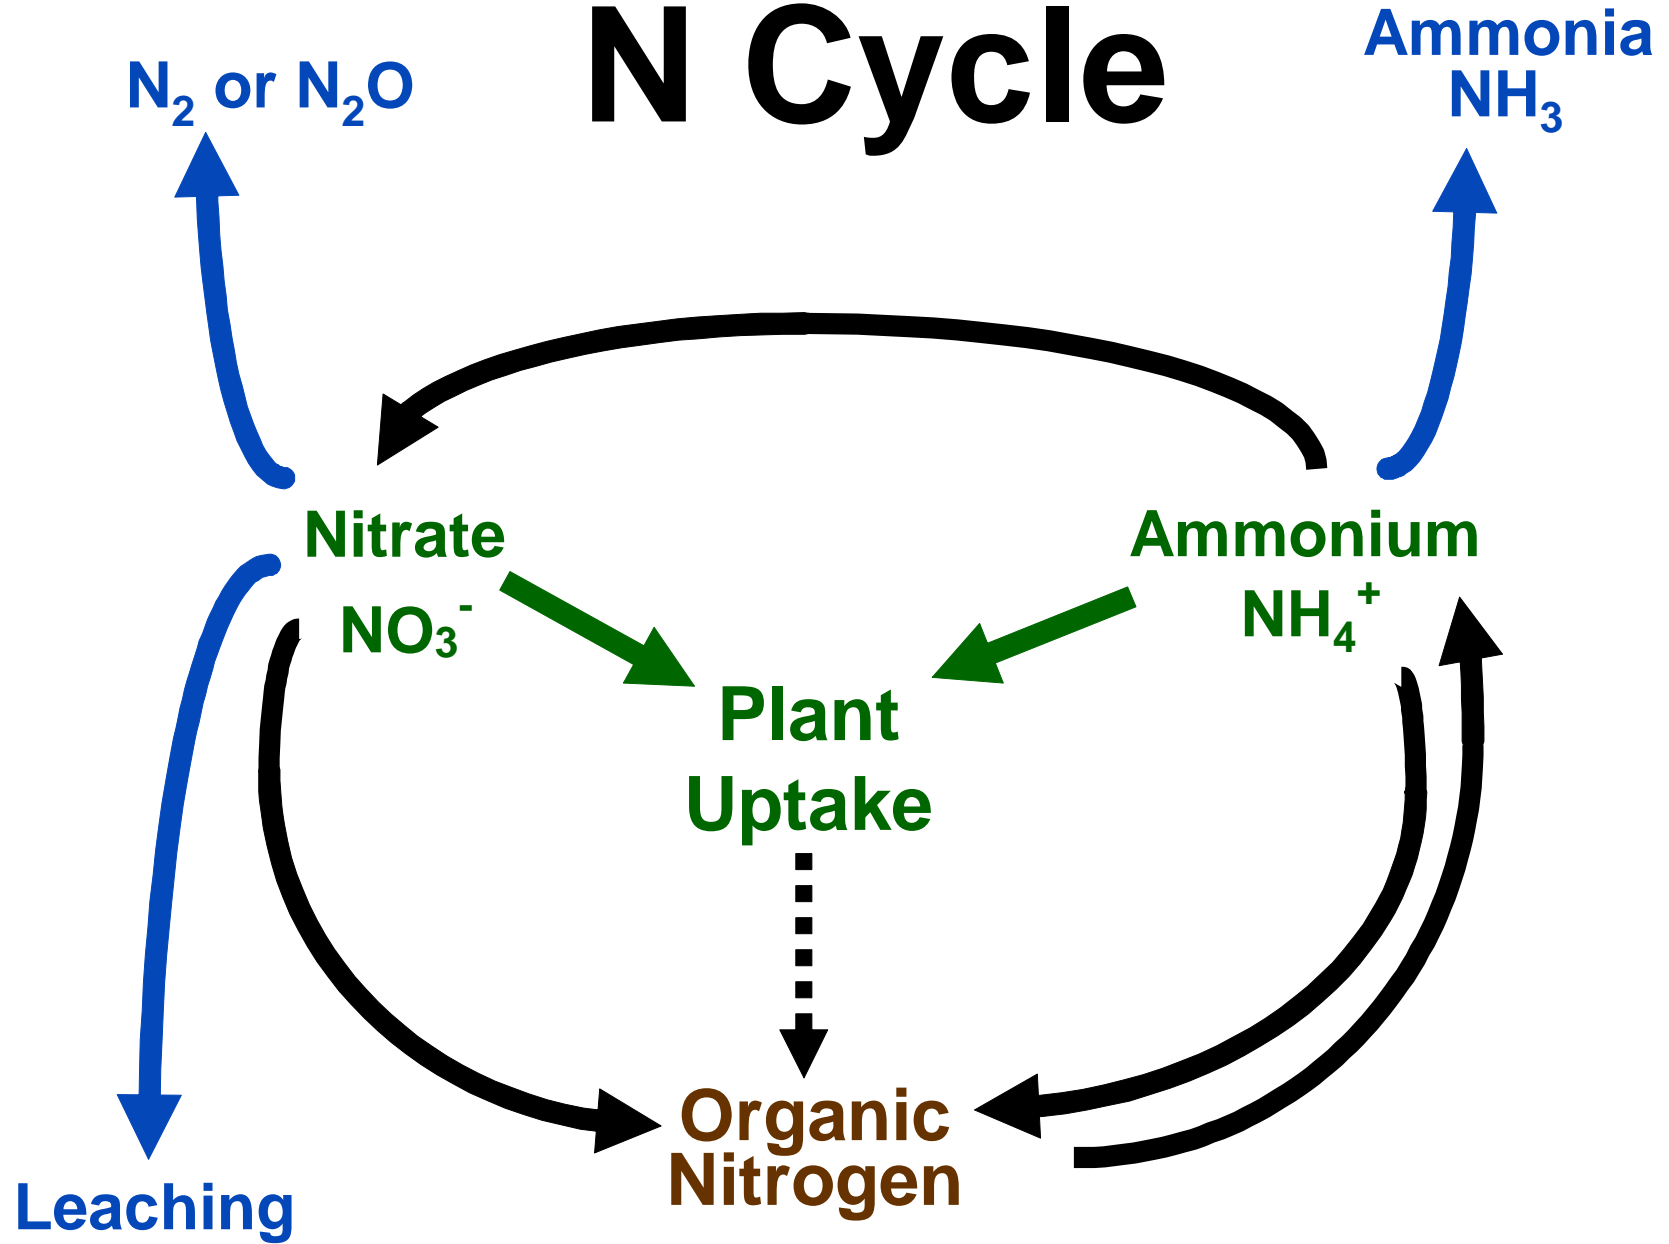 N Cycle
N₂ or N₂O
Ammonia
NH₃
Nitrate
NO₃⁻
Ammonium
NH₄⁺
Plant
Uptake
Organic
Nitrogen
Leaching